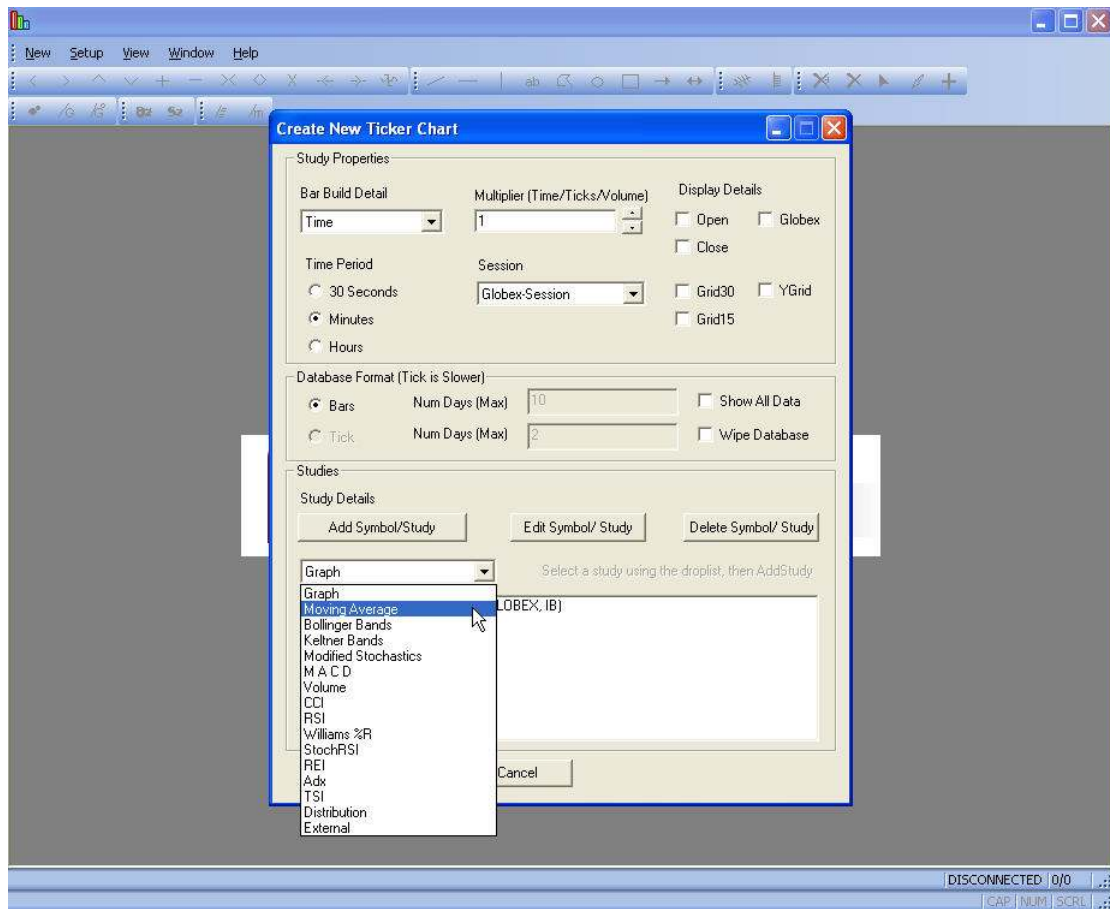 New Setup View Window Help
ab
Create New Ticker Chart
Study Properties
Bar Build Detail Multiplier (Time/Ticks/Volume) Display Details
Time 1 Open Globex
Close
Time Period Session
30 Seconds Globex-Session Grid30 YGrid
Minutes Grid15
Hours
Database Format (Tick is Slower)
Bars Num Days (Max) 10 Show All Data
Tick Num Days (Max) 2 Wipe Database
Studies
Study Details
Add Symbol/Study Edit Symbol/ Study Delete Symbol/ Study
Graph Select a study using the droplist, then AddStudy
Graph
Moving Average LOBEX, IB)
Bollinger Bands
Keltner Bands
Modified Stochastics
M A C D
Volume
CCI
RSI
Williams %R
StochRSI
REI
Adx Cancel
TSI
Distribution
External
DISCONNECTED 0/0
CAP NUM SCRL